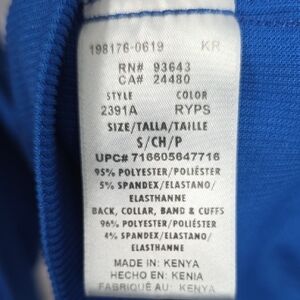 198176-0619 KR
RN# 93643
CA# 24480
STYLE COLOR
2391A RYPS
SIZE/TALLA/TAILLE
S/CH/P
UPC# 716605647716
95% POLYESTER/POLIÉSTER
5% SPANDEX/ELASTANO/
ELASTHANNE
BACK, COLLAR, BAND & CUFFS
96% POLYESTER/POLIÉSTER
4% SPANDEX/ELASTANO/
ELASTHANNE
MADE IN: KENYA
HECHO EN: KENIA
FABRIQUÉ AU: KENYA